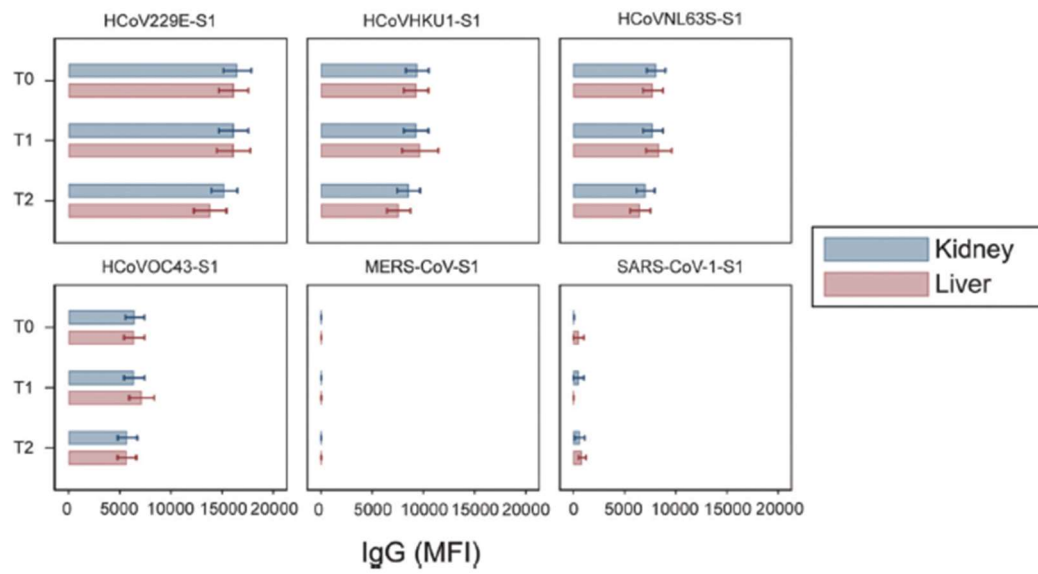 HCoV229E-S1 HCoVHKU1-S1 HCoVNL63S-S1
T0
T1
T2
Kidney
Liver
HCoVOC43-S1 MERS-CoV-S1 SARS-CoV-1-S1
T0
T1
T2
0 5000 10000 15000 20000 0 5000 10000 15000 20000 0 5000 10000 15000 20000
IgG (MFI)